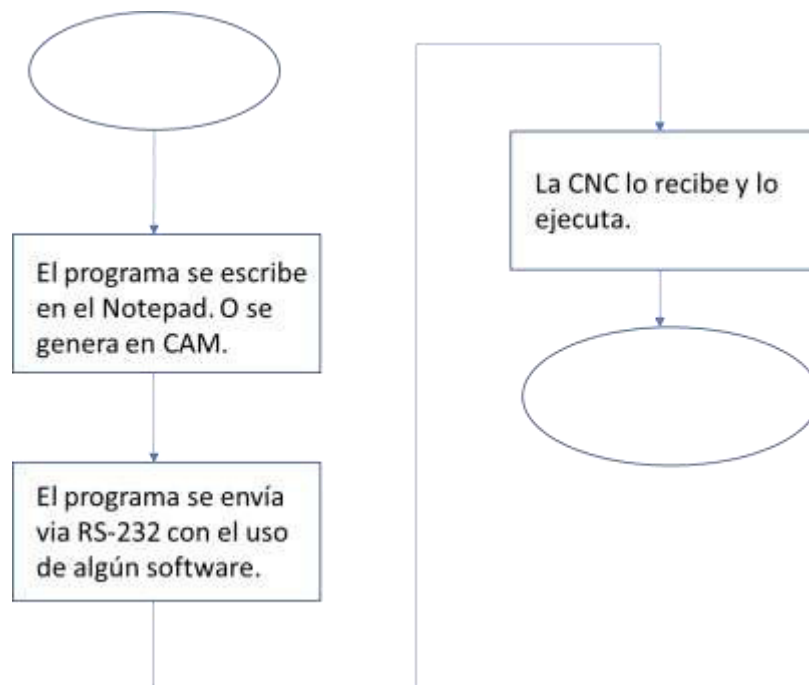 El programa se escribe
en el Notepad. O se
genera en CAM.
El programa se envía
via RS-232 con el uso
de algún software.
La CNC lo recibe y lo
ejecuta.